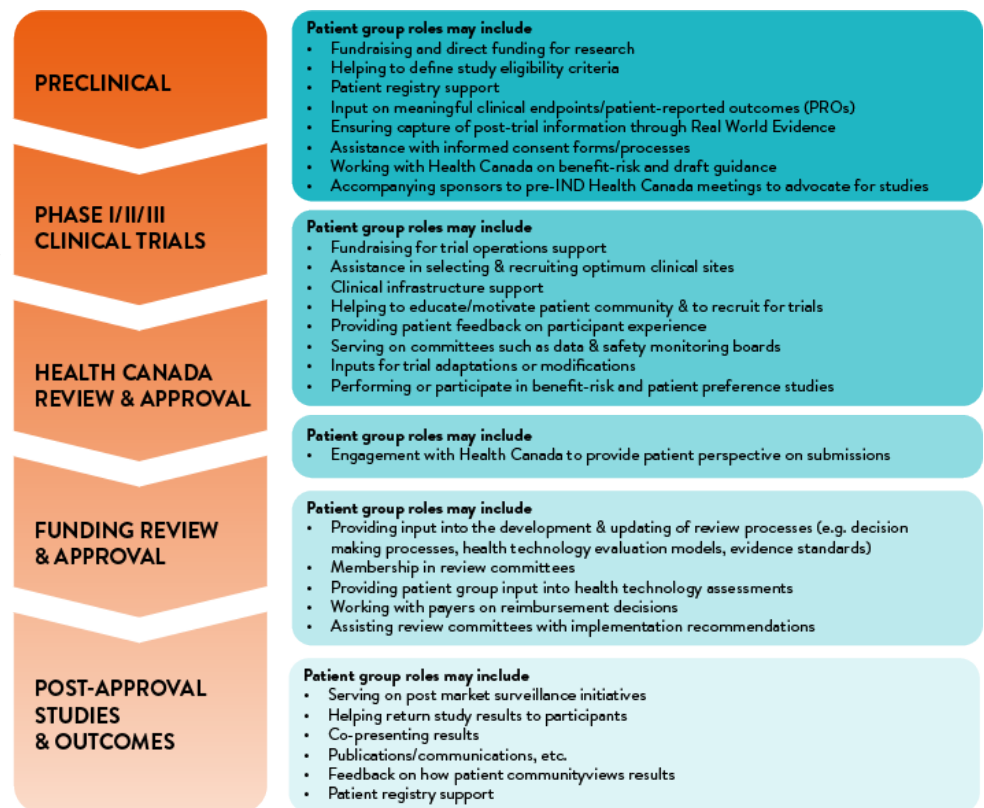 PRECLINICAL
Patient group roles may include
• Fundraising and direct funding for research
• Helping to define study eligibility criteria
• Patient registry support
• Input on meaningful clinical endpoints/patient-reported outcomes (PROs)
• Ensuring capture of post-trial information through Real World Evidence
• Assistance with informed consent forms/processes
• Working with Health Canada on benefit-risk and draft guidance
• Accompanying sponsors to pre-IND Health Canada meetings to advocate for studies
PHASE I/II/III
CLINICAL TRIALS
Patient group roles may include
• Fundraising for trial operations support
• Assistance in selecting & recruiting optimum clinical sites
• Clinical infrastructure support
• Helping to educate/motivate patient community & to recruit for trials
• Providing patient feedback on participant experience
• Serving on committees such as data & safety monitoring boards
• Inputs for trial adaptations or modifications
• Performing or participate in benefit-risk and patient preference studies
HEALTH CANADA
REVIEW & APPROVAL
Patient group roles may include
• Engagement with Health Canada to provide patient perspective on submissions
FUNDING REVIEW
& APPROVAL
Patient group roles may include
• Providing input into the development & updating of review processes (e.g. decision
making processes, health technology evaluation models, evidence standards)
• Membership in review committees
• Providing patient group input into health technology assessments
• Working with payers on reimbursement decisions
• Assisting review committees with implementation recommendations
POST-APPROVAL
STUDIES
& OUTCOMES
Patient group roles may include
• Serving on post market surveillance initiatives
• Helping return study results to participants
• Co-presenting results
• Publications/communications, etc.
• Feedback on how patient communityviews results
• Patient registry support